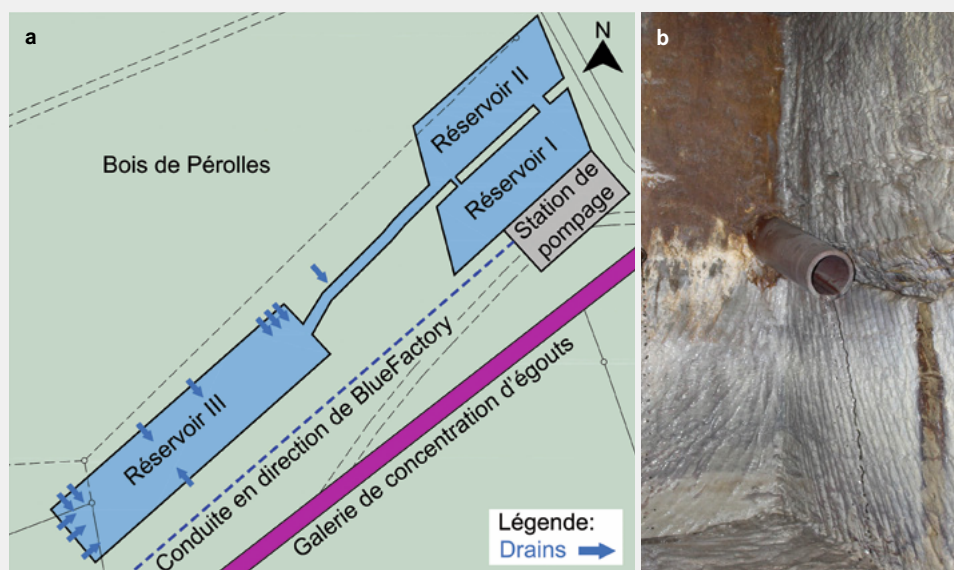 a
N
Bois de Pérolles
Réservoir II
Réservoir I
Station de
pompage
Réservoir III
Conduite en direction de BlueFactory
Galerie de concentration d'égouts
Légende:
Drains
b